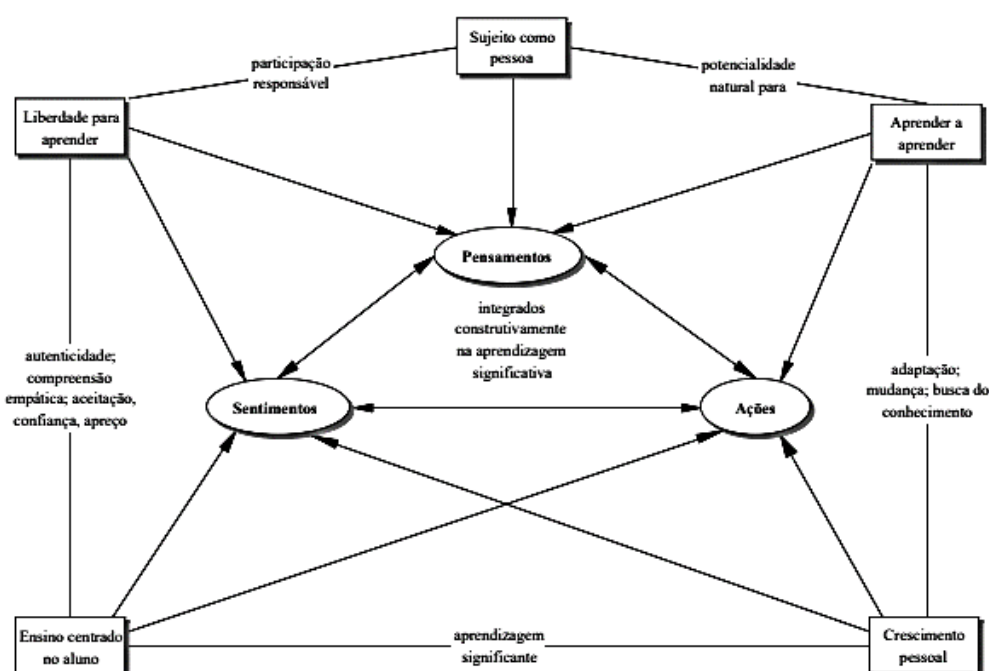 Sujeito como
pessoa
participação
responsável
potencialidade
natural para
Liberdade para
aprender
Aprender a
aprender
Pensamentos
integrados
construtivamente
na aprendizagem
significativa
autenticidade;
compreensão
empática; aceitação,
confiança, apreço
adaptação;
mudança; busca do
conhecimento
Sentimentos
Ações
Ensino centrado
no aluno
aprendizagem
significante
Crescimento
pessoal